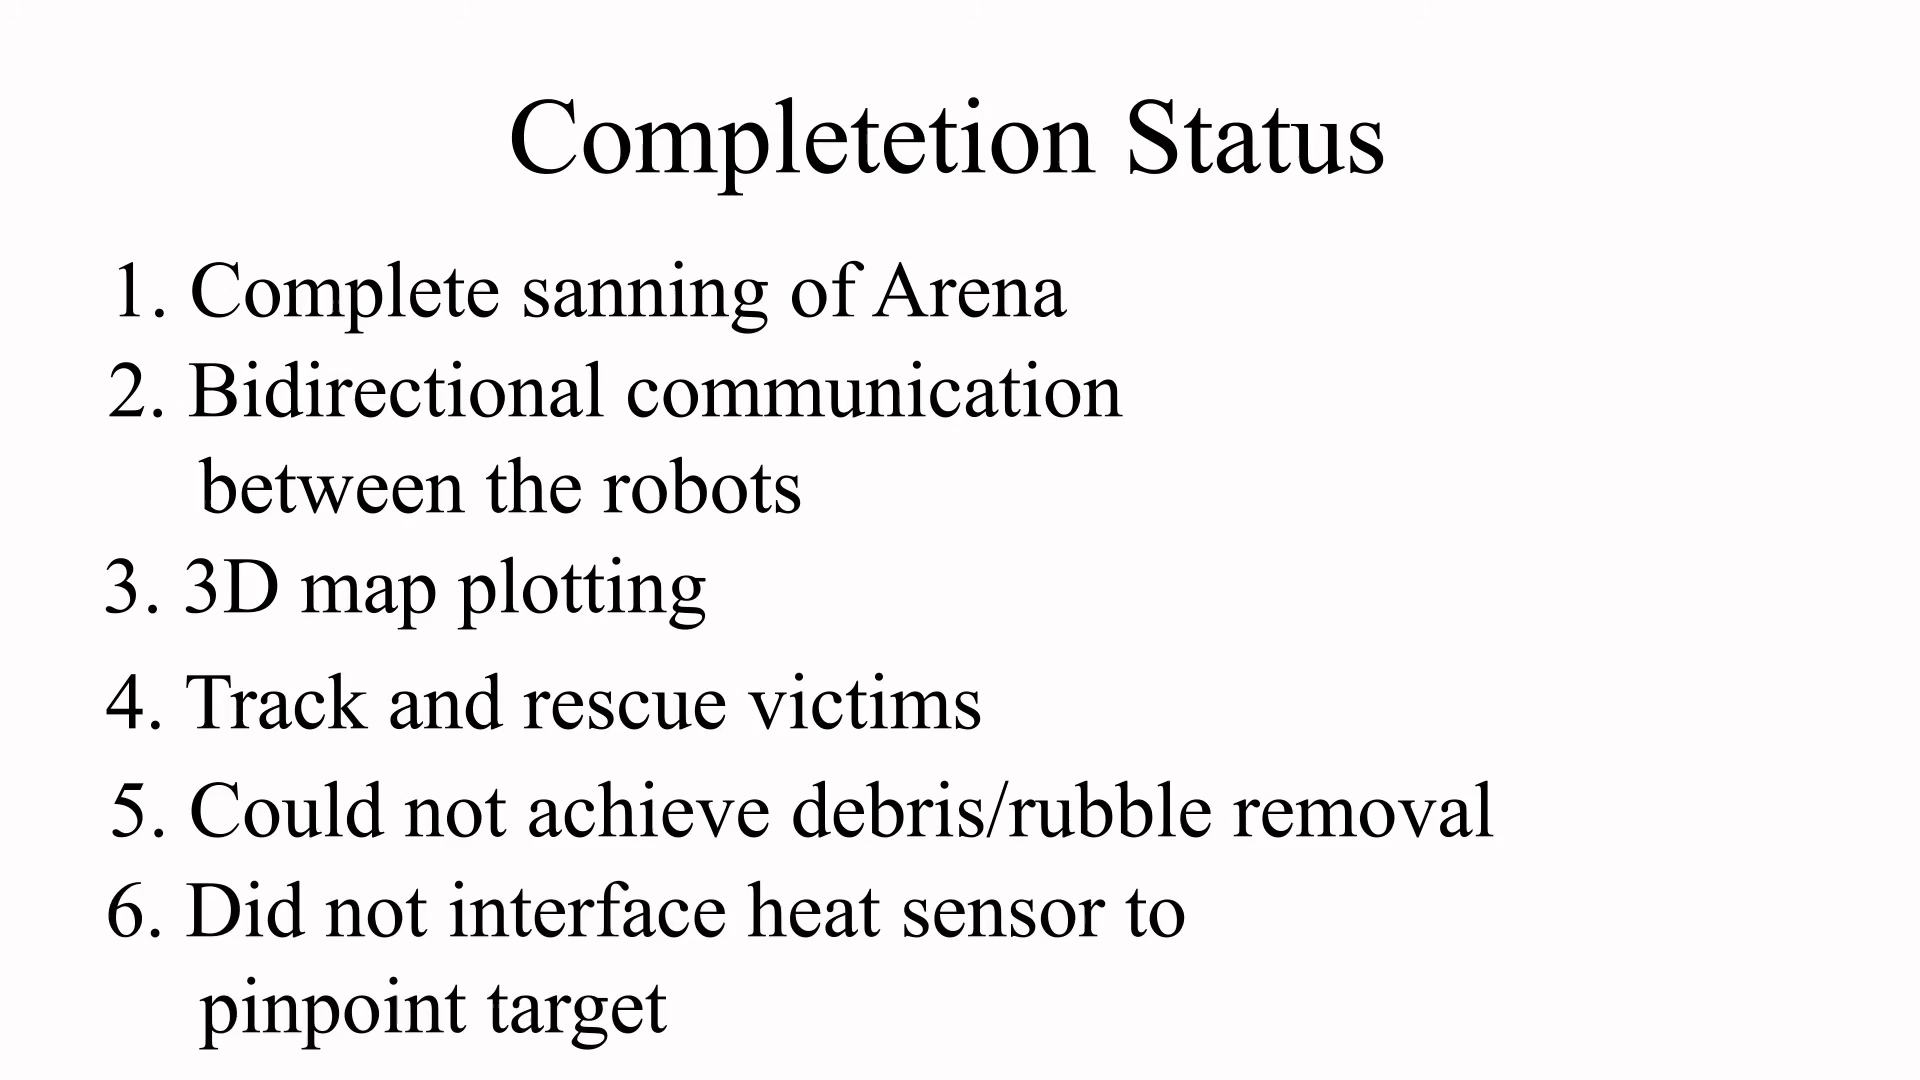 Completetion Status
1. Complete sanning of Arena
2. Bidirectional communication
between the robots
3. 3D map plotting
4. Track and rescue victims
5. Could not achieve debris/rubble removal
6. Did not interface heat sensor to
pinpoint target